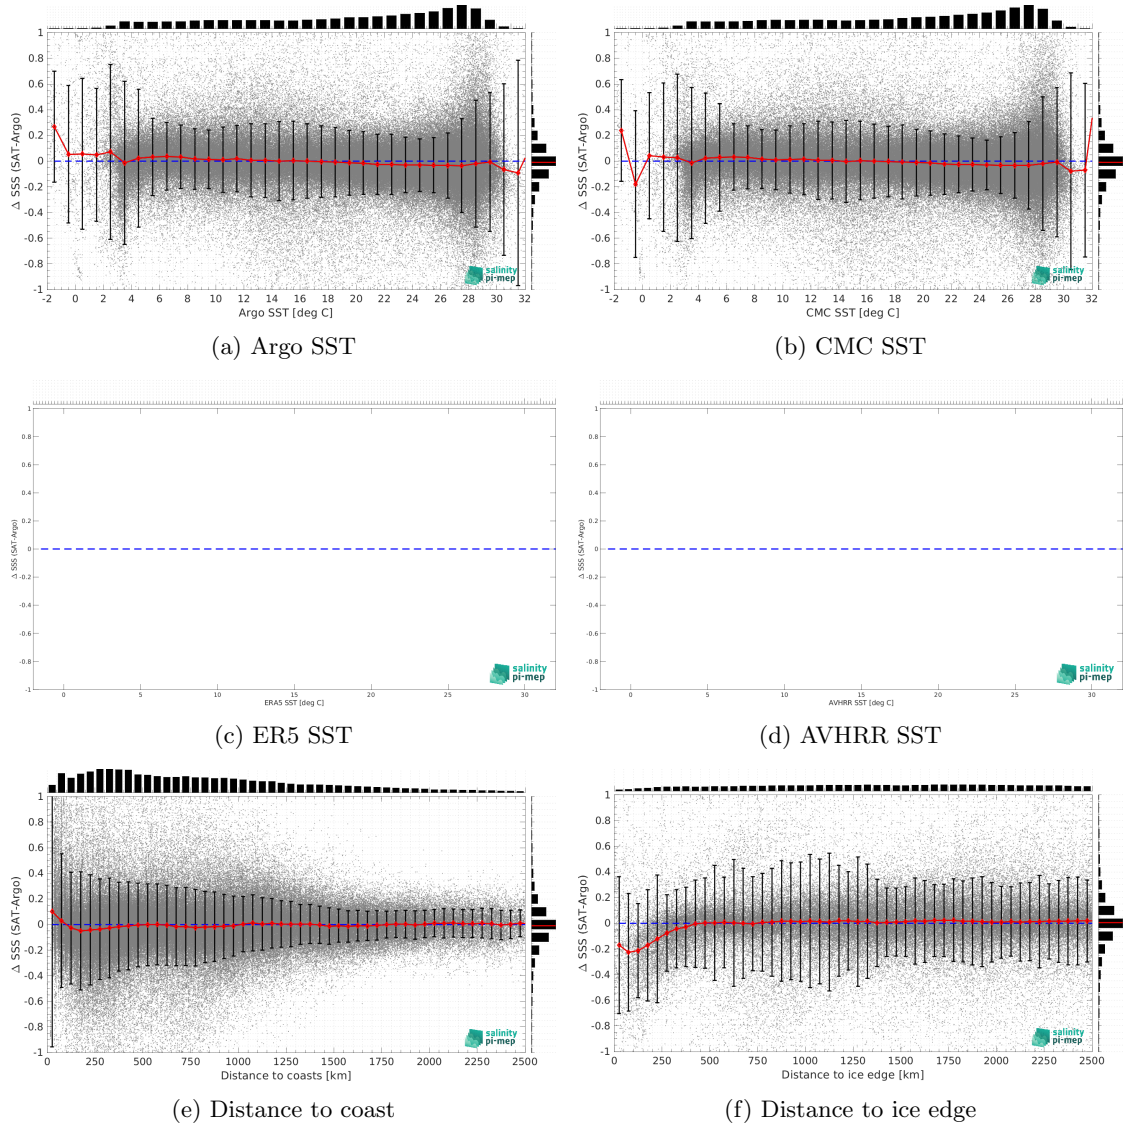 1
0.8
0.6
0.4
0.2
0
-0.2
-0.4
-0.6
-0.8
-1
Δ SSS (SAT-Argo)
salinity
pi-mep
-2 0 2 4 6 8 10 12 14 16 18 20 22 24 26 28 30 32
Argo SST [deg C]
(a) Argo SST
1
0.8
0.6
0.4
0.2
0
-0.2
-0.4
-0.6
-0.8
-1
Δ SSS (SAT-Argo)
salinity
pi-mep
-2 0 2 4 6 8 10 12 14 16 18 20 22 24 26 28 30 32
CMC SST [deg C]
(b) CMC SST
1
0.8
0.6
0.4
0.2
0
-0.2
-0.4
-0.6
-0.8
-1
Δ SSS (SAT-Argo)
salinity
pi-mep
0 5 10 15 20 25 30
ERA5 SST [deg C]
(c) ER5 SST
1
0.8
0.6
0.4
0.2
0
-0.2
-0.4
-0.6
-0.8
-1
Δ SSS (SAT-Argo)
salinity
pi-mep
0 5 10 15 20 25 30
AVHRR SST [deg C]
(d) AVHRR SST
1
0.8
0.6
0.4
0.2
0
-0.2
-0.4
-0.6
-0.8
-1
Δ SSS (SAT-Argo)
salinity
pi-mep
0 250 500 750 1000 1250 1500 1750 2000 2250 2500
Distance to coasts [km]
(e) Distance to coast
1
0.8
0.6
0.4
0.2
0
-0.2
-0.4
-0.6
-0.8
-1
Δ SSS (SAT-Argo)
salinity
pi-mep
0 250 500 750 1000 1250 1500 1750 2000 2250 2500
Distance to ice edge [km]
(f) Distance to ice edge